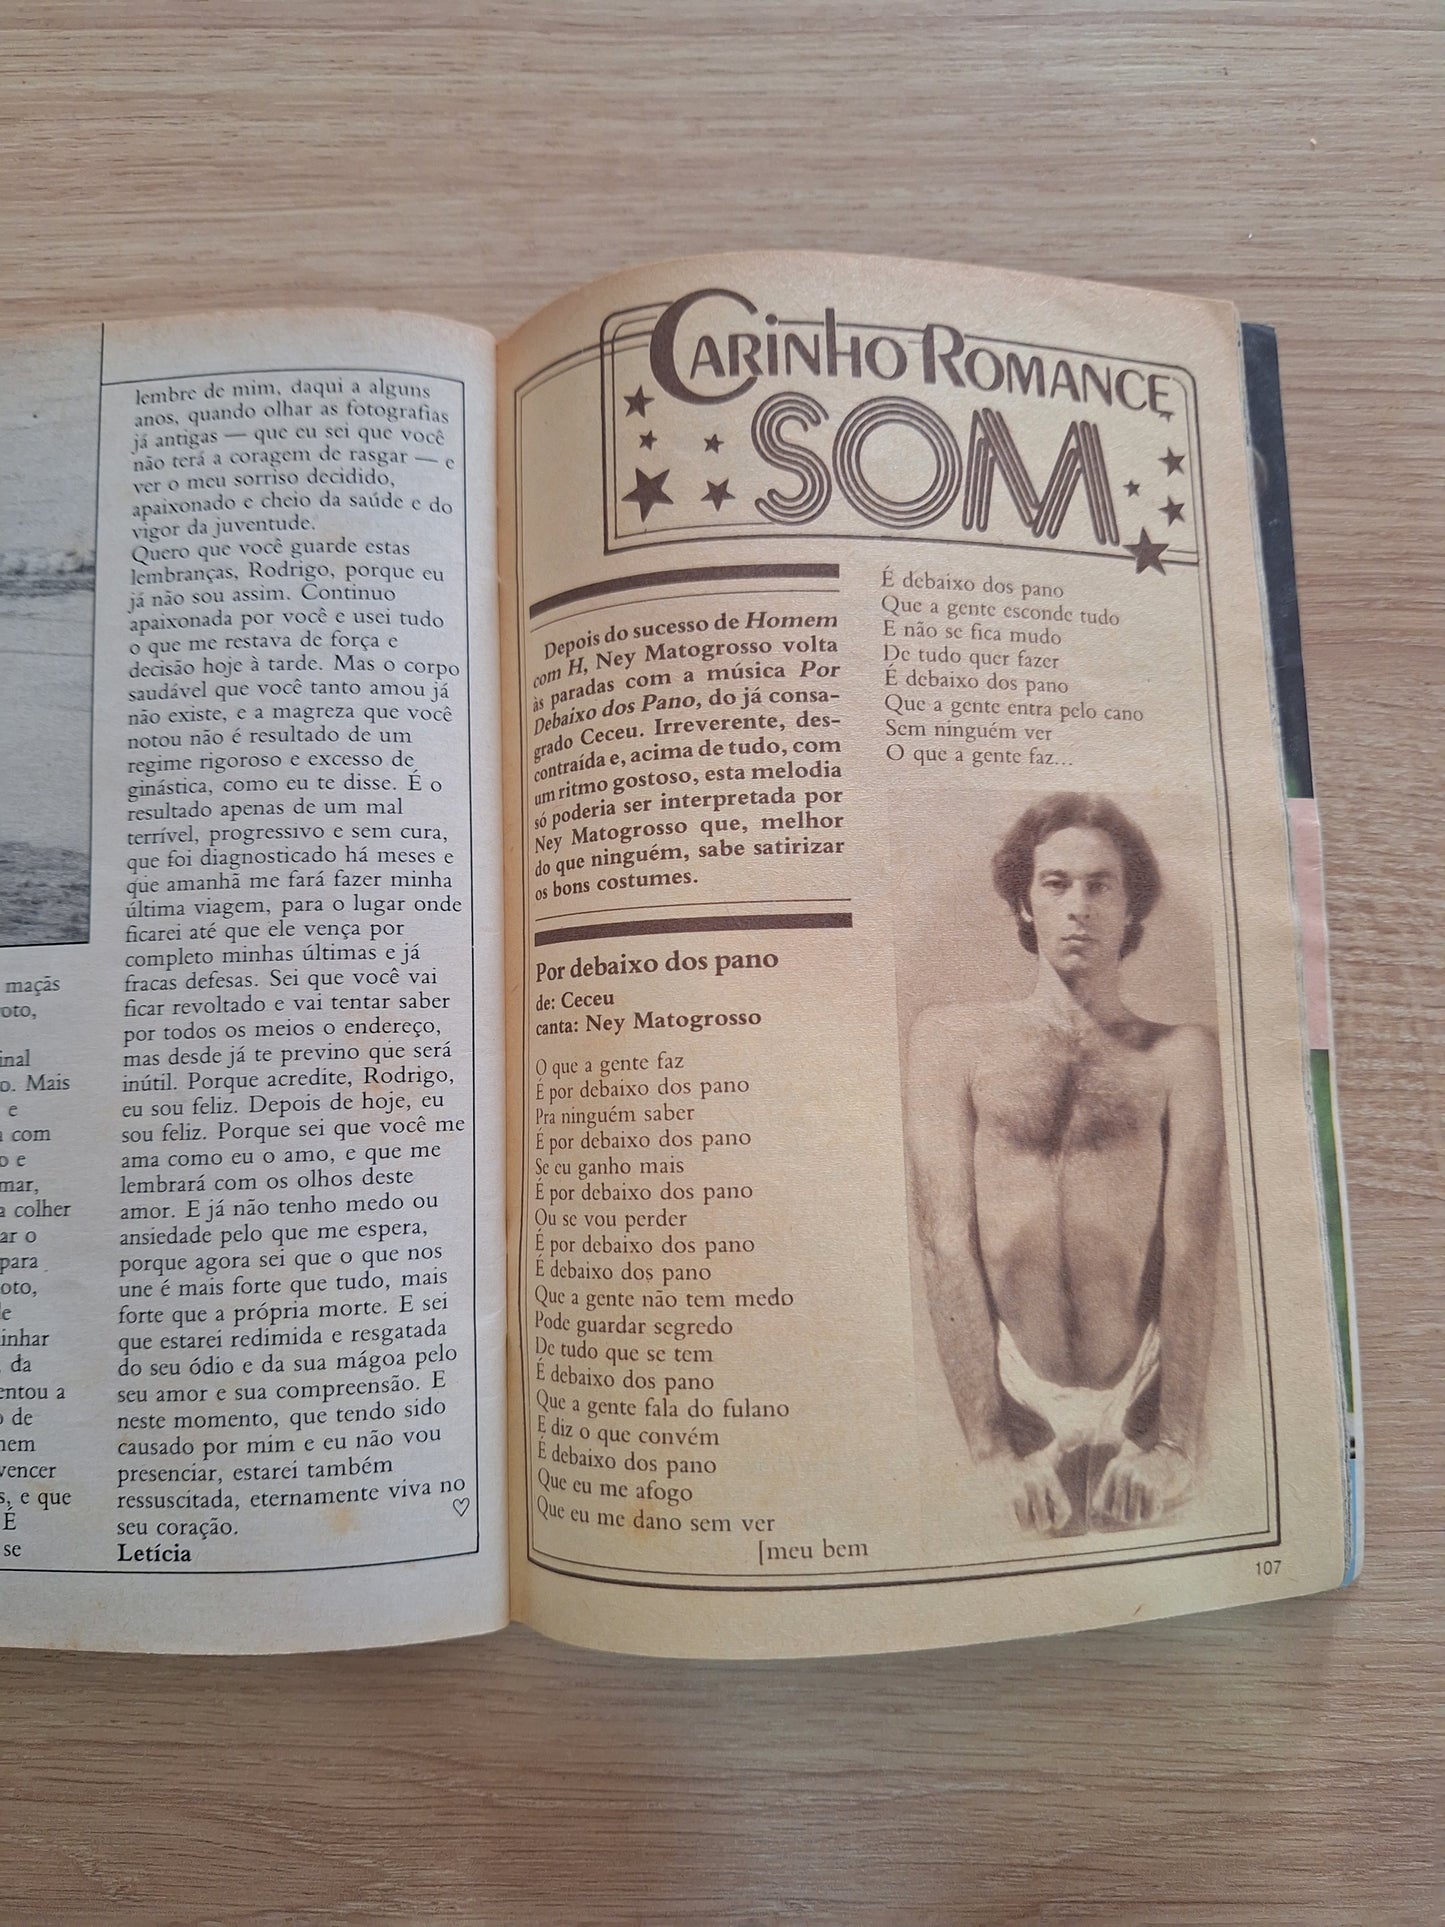 maçãs
oto,
inal
o. Mais
e
com
o e
mar,
a colher
ar o
para
oto,
le
inhar
da
entou a
de
vencer
s, e que
É
se
lembre de mim, daqui a alguns
anos, quando olhar as fotografias
já antigas — que eu sei que você
não terá a coragem de rasgar — e
ver o meu sorriso decidido,
apaixonado e cheio da saúde e do
vigor da juventude.
Quero que você guarde estas
lembranças, Rodrigo, porque eu
já não sou assim. Continuo
apaixonada por você e usei tudo
o que me restava de força e
decisão hoje à tarde. Mas o corpo
saudável que você tanto amou já
não existe, e a magreza que você
notou não é resultado de um
regime rigoroso e excesso de
ginástica, como eu te disse. É o
resultado apenas de um mal
terrível, progressivo e sem cura,
que foi diagnosticado há meses e
que amanhã me fará fazer minha
última viagem, para o lugar onde
ficarei até que ele vença por
completo minhas últimas e já
fracas defesas. Sei que você vai
ficar revoltado e vai tentar saber
por todos os meios o endereço,
mas desde já te previno que será
inútil. Porque acredite, Rodrigo,
eu sou feliz. Depois de hoje, eu
sou feliz. Porque sei que você me
ama como eu o amo, e que me
lembrará com os olhos deste
amor. E já não tenho medo ou
ansiedade pelo que me espera,
porque agora sei que o que nos
une é mais forte que tudo, mais
forte que a própria morte. E sei
que estarei redimida e resgatada
do seu ódio e da sua mágoa pelo
seu amor e sua compreensão. E
neste momento, que tendo sido
causado por mim e eu não vou
presenciar, estarei também
ressuscitada, eternamente viva no
seu coração.
Letícia
CARINHO ROMANCE
SOM
Depois do sucesso de Homem
com H, Ney Matogrosso volta
às paradas com a música Por
Debaixo dos Pano, do já consa-
grado Ceceu. Irreverente, des-
contraída e, acima de tudo, com
um ritmo gostoso, esta melodia
só poderia ser interpretada por
Ney Matogrosso que, melhor
do que ninguém, sabe satirizar
os bons costumes.
Por debaixo dos pano
de: Ceceu
canta: Ney Matogrosso
O que a gente faz
É por debaixo dos pano
Pra ninguém saber
É por debaixo dos pano
Se eu ganho mais
É por debaixo dos pano
Ou se vou perder
É por debaixo dos pano
É debaixo dos pano
Que a gente não tem medo
Pode guardar segredo
De tudo que se tem
É debaixo dos pano
Que a gente fala do fulano
E diz o que convém
É debaixo dos pano
Que eu me afogo
Que eu me dano sem ver
[meu bem
É debaixo dos pano
Que a gente esconde tudo
E não se fica mudo
De tudo quer fazer
É debaixo dos pano
Que a gente entra pelo cano
Sem ninguém ver
O que a gente faz...
107